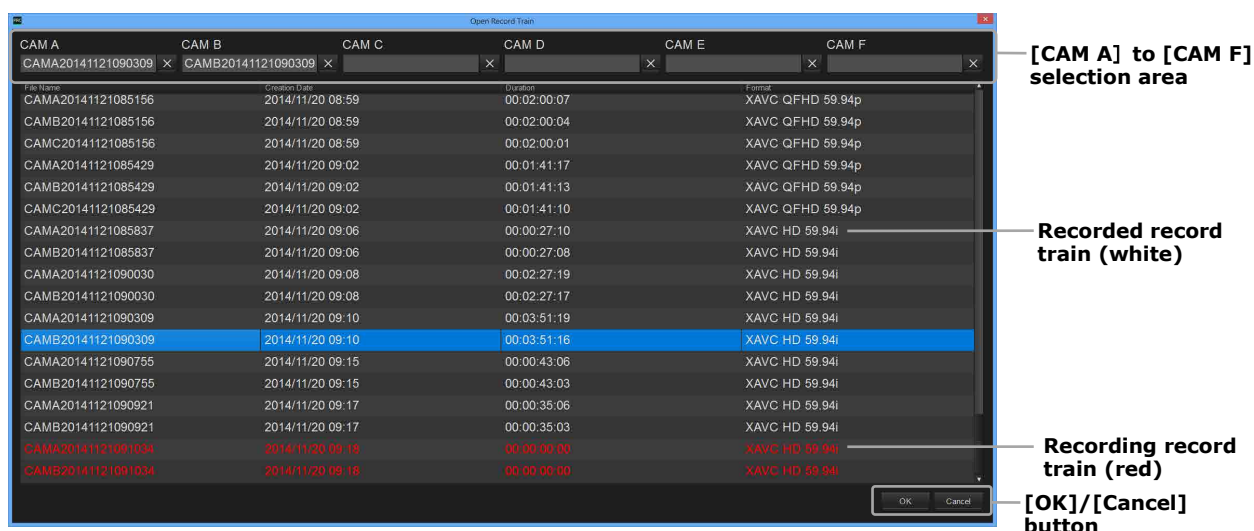 Open Record Train
CAM A CAM B CAM C CAM D CAM E CAM F
CAMA20141121090309 CAMB20141121090309
[CAM A] to [CAM F]
selection area
File Name Creation Date Duration Format
CAMA20141121085156 2014/11/20 08:59 00:02:00:07 XAVC QFHD 59.94p
CAMB20141121085156 2014/11/20 08:59 00:02:00:04 XAVC QFHD 59.94p
CAMC20141121085156 2014/11/20 08:59 00:02:00:01 XAVC QFHD 59.94p
CAMA20141121085429 2014/11/20 09:02 00:01:41:17 XAVC QFHD 59.94p
CAMB20141121085429 2014/11/20 09:02 00:01:41:13 XAVC QFHD 59.94p
CAMC20141121085429 2014/11/20 09:02 00:01:41:10 XAVC QFHD 59.94p
CAMA20141121085837 2014/11/20 09:06 00:00:27:10 XAVC HD 59.94i
CAMB20141121085837 2014/11/20 09:06 00:00:27:08 XAVC HD 59.94i
Recorded record
train (white)
CAMA20141121090030 2014/11/20 09:08 00:02:27:19 XAVC HD 59.94i
CAMB20141121090030 2014/11/20 09:08 00:02:27:17 XAVC HD 59.94i
CAMA20141121090309 2014/11/20 09:10 00:03:51:19 XAVC HD 59.94i
CAMB20141121090309 2014/11/20 09:10 00:03:51:16 XAVC HD 59.94i
CAMA20141121090755 2014/11/20 09:15 00:00:43:06 XAVC HD 59.94i
CAMB20141121090755 2014/11/20 09:15 00:00:43:03 XAVC HD 59.94i
CAMA20141121090921 2014/11/20 09:17 00:00:35:06 XAVC HD 59.94i
CAMB20141121090921 2014/11/20 09:17 00:00:35:03 XAVC HD 59.94i
CAMA20141121091034 2014/11/20 09:18 00:00:00:00 XAVC HD 59.94i
CAMB20141121091034 2014/11/20 09:18 00:00:00:00 XAVC HD 59.94i
Recording record
train (red)
OK Cancel
[OK]/[Cancel]
button